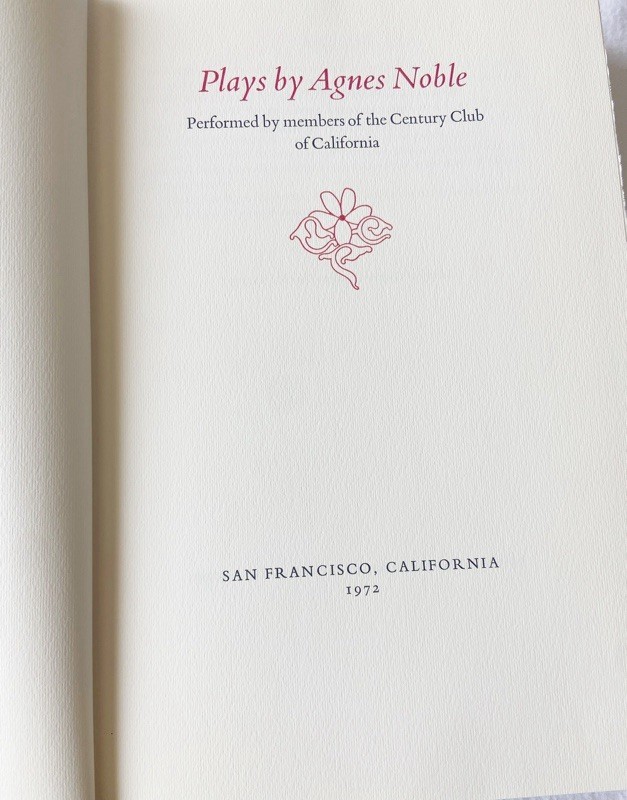 Plays by Agnes Noble
Performed by members of the Century Club
of California
SAN FRANCISCO, CALIFORNIA
1972